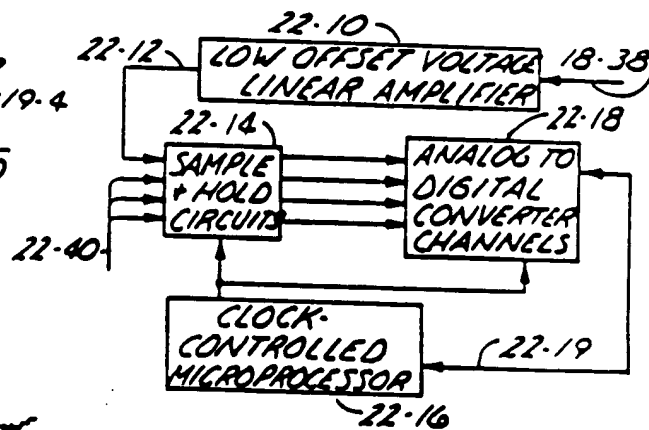 22-10
22-12
LOW OFFSET VOLTAGE
LINEAR AMPLIFIER
18-38
19-4
22-14
22-18
SAMPLE
+ HOLD
CIRCUITS
ANALOG TO
DIGITAL
CONVERTER
CHANNELS
22-40
CLOCK-
CONTROLLED
MICROPROCESSOR
22-19
22-16